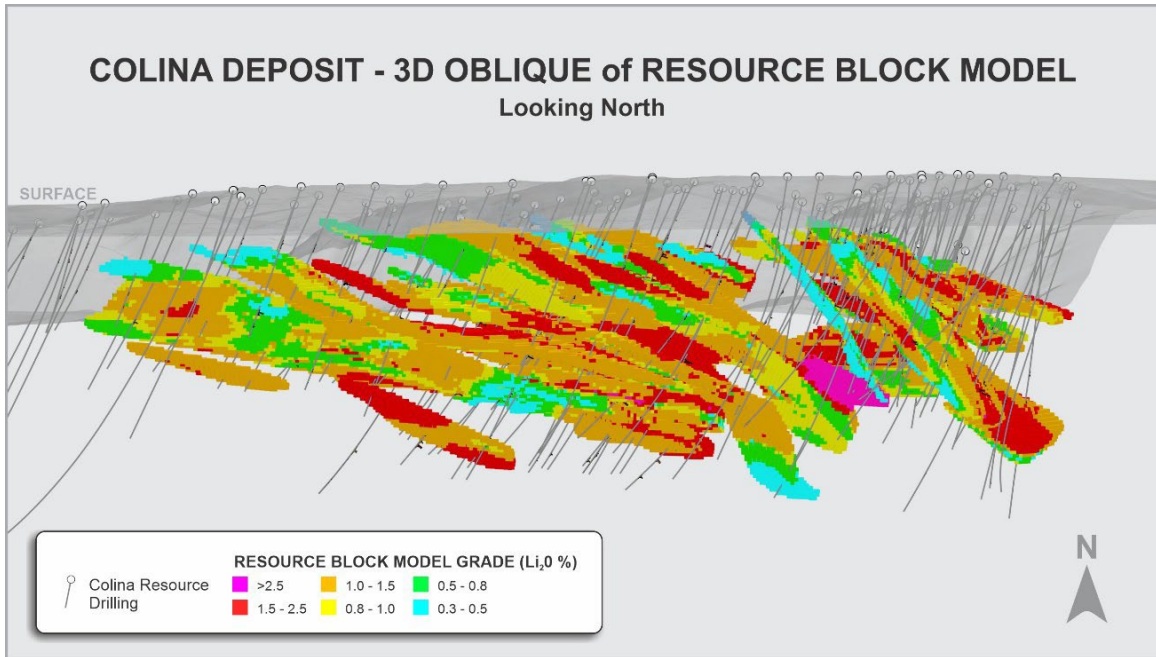 COLINA DEPOSIT - 3D OBLIQUE of RESOURCE BLOCK MODEL
Looking North
SURFACE
Colina Resource
Drilling
RESOURCE BLOCK MODEL GRADE (Li₂0 %)
>2.5
1.0 - 1.5
0.5 - 0.8
1.5 - 2.5
0.8 - 1.0
0.3 - 0.5
N